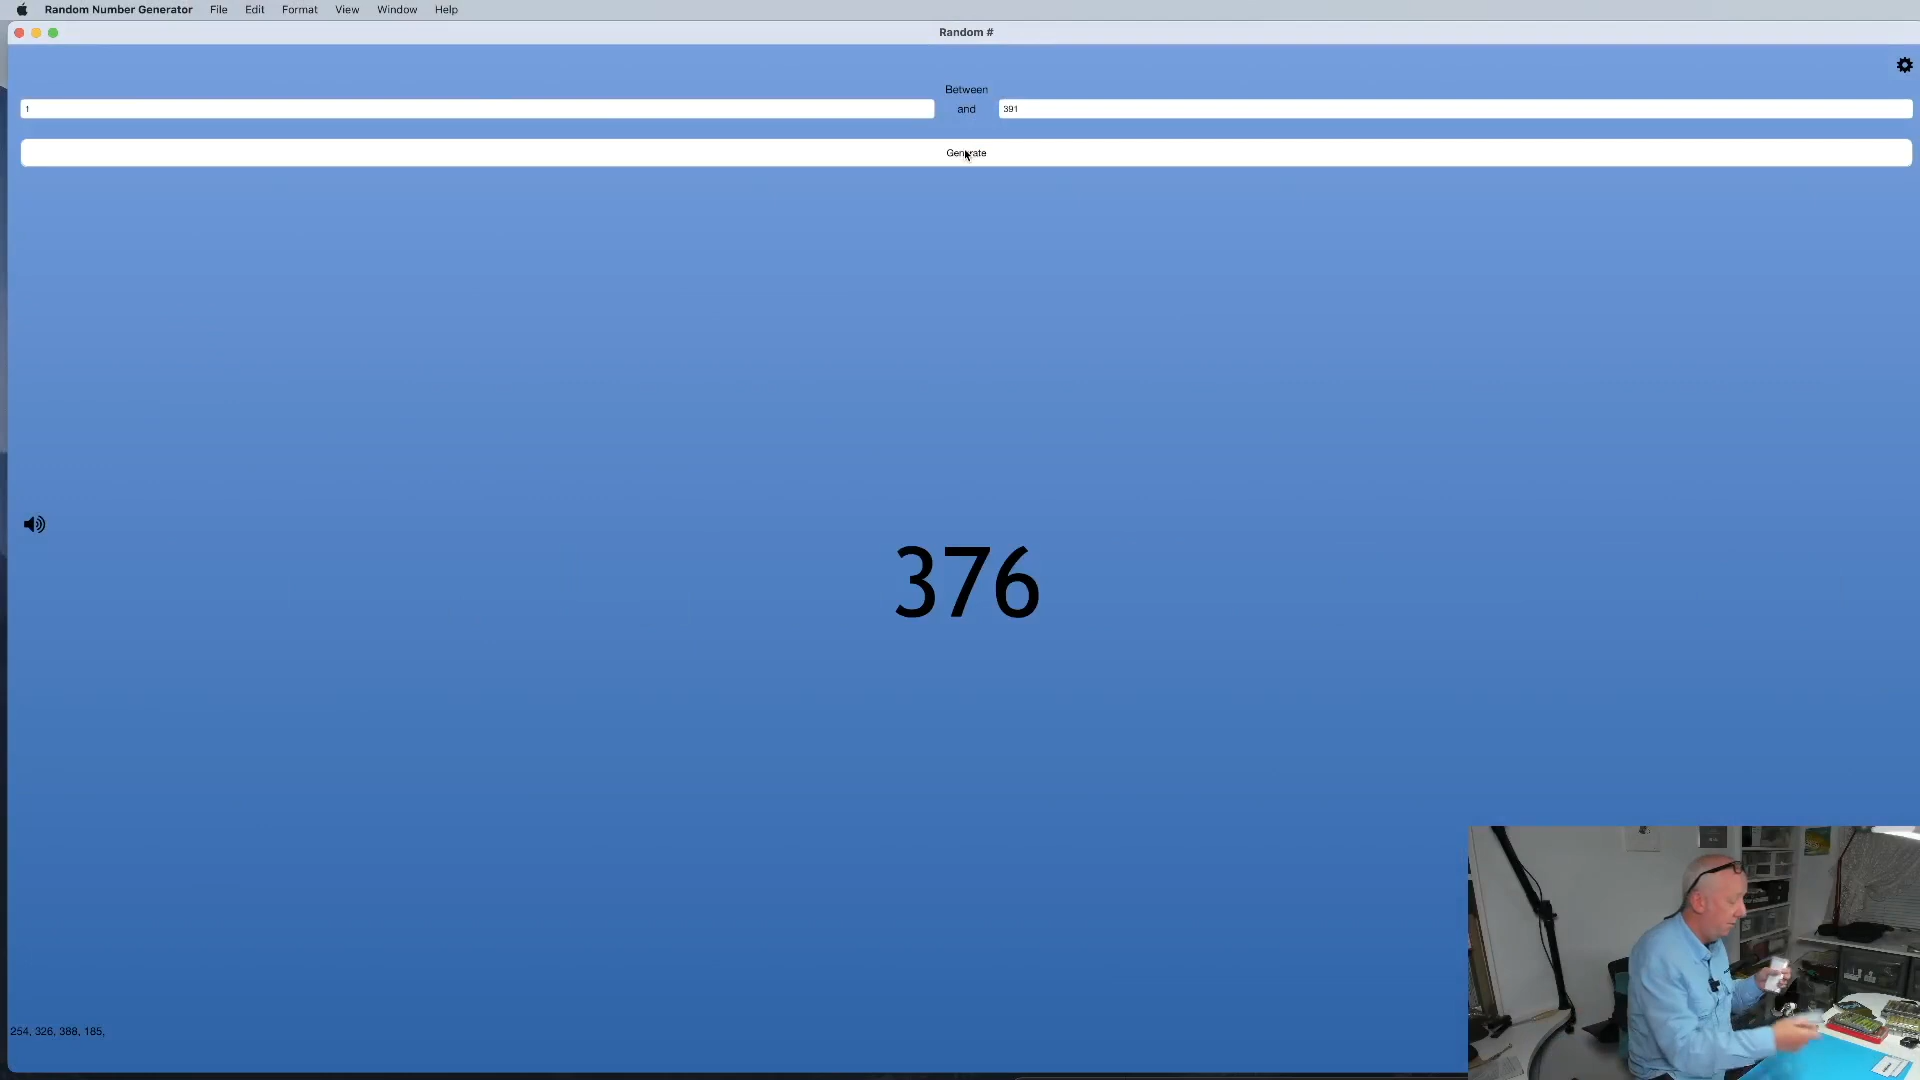 Random Number Generator File Edit Format View Window Help
Random #
Between
1 and 391
Generate
376
254, 326, 388, 185,